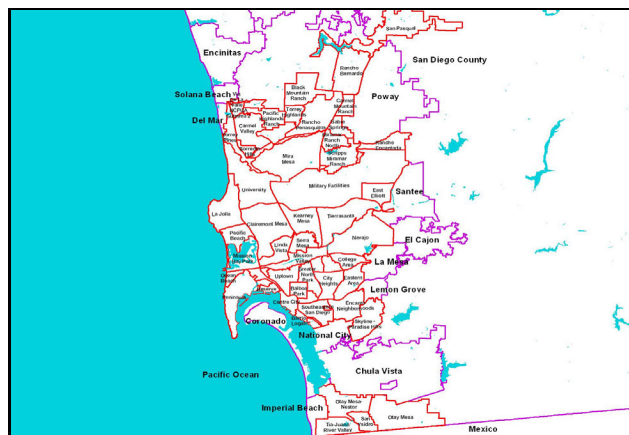 San Pasqual
Encinitas
San Diego County
Rancho
Bernardo
Black
Mountain
Ranch
Solana Beach
Carmel
Mountain
Ranch
Poway
Del Mar
Pacific
Highlands
Ranch
Torrey
Highlands
Carmel
Valley
Rancho
Penasquitos
Sabre
Springs
Miramar
Ranch
North
Rancho
Encantada
Scripps
Miramar
Ranch
Mira
Mesa
University
Military Facilities
East
Elliott
Santee
La Jolla
Clairemont Mesa
Kearney
Mesa
Tierrasanta
Pacific
Beach
Linda
Vista
Serra
Mesa
Navajo
El Cajon
Mission
Bay Park
Mission
Valley
College
Area
La Mesa
Ocean
Beach
Uptown
Greater
North
Park
City
Heights
Eastern
Area
Balboa
Park
Lemon Grove
Peninsula
Reserve
Centre City
Southeastern
San Diego
Encanto
Neighborhoods
Barrio
Logan
Coronado
Skyline -
Paradise Hills
National City
Pacific Ocean
Chula Vista
Imperial Beach
Otay Mesa-
Nestor
Otay Mesa
San
Ysidro
Tia Juana
River Valley
Mexico